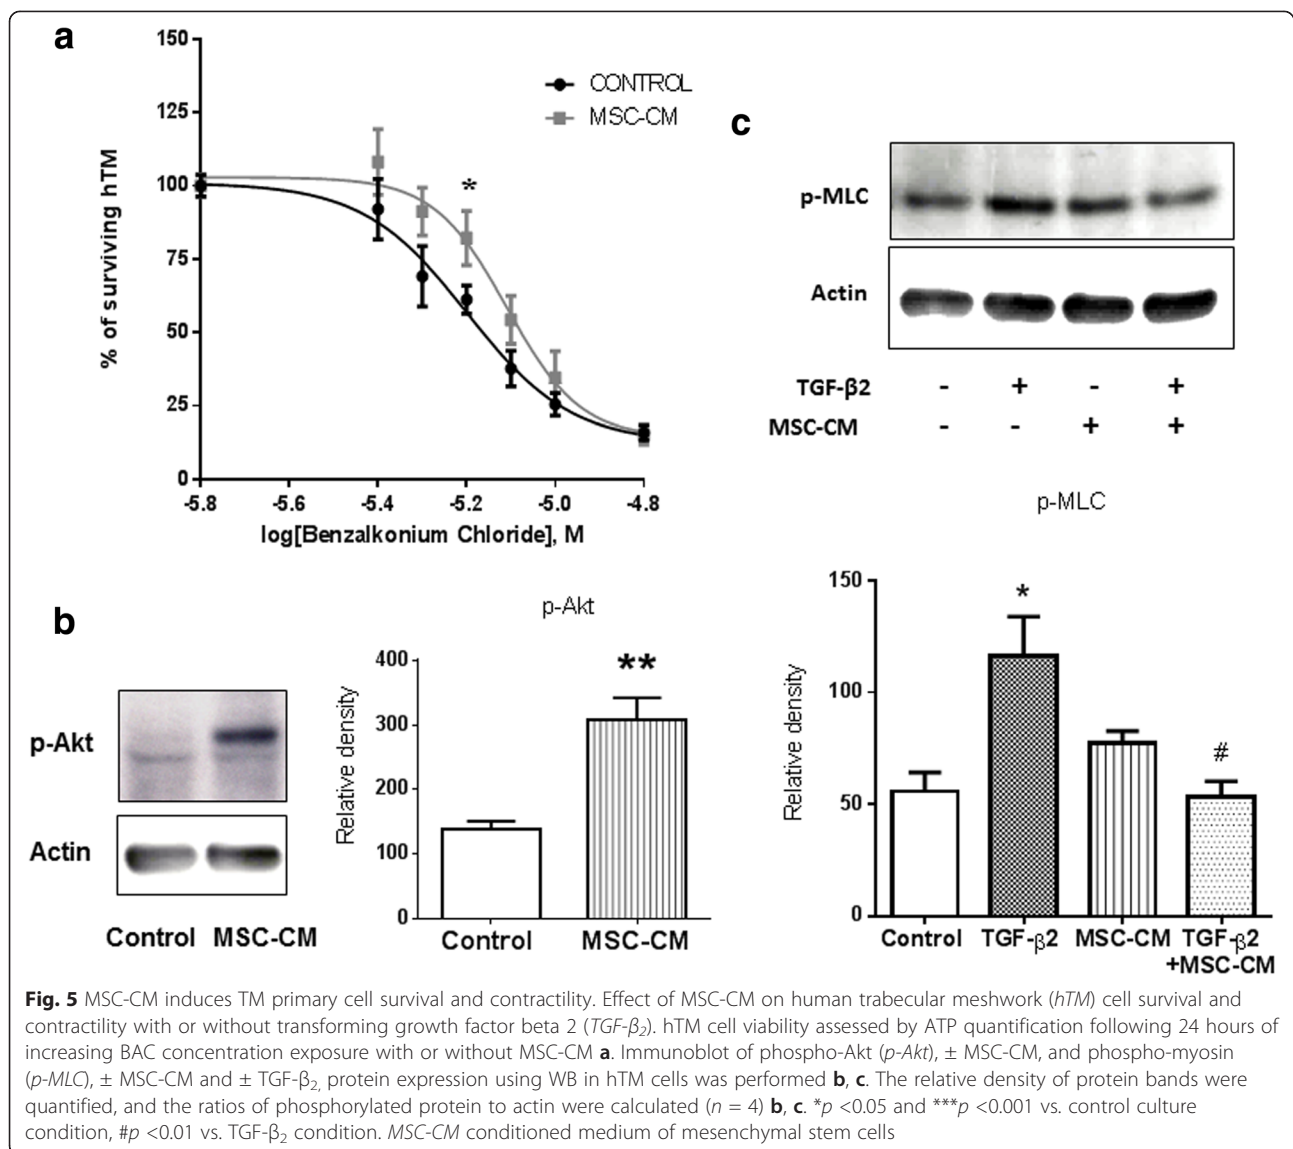 a
150
125
100
75
50
25
0
% of surviving hTM
CONTROL
MSC-CM
*
-5.8 -5.6 -5.4 -5.2 -5.0 -4.8
log[Benzalkonium Chloride], M
b
p-Akt
Actin
Control MSC-CM
p-Akt
400
300
200
100
0
Relative density
**
Control MSC-CM
c
p-MLC
Actin
TGF-β2 - + - +
MSC-CM - - + +
p-MLC
150
100
50
0
Relative density
*
#
Control TGF-β2 MSC-CM TGF-β2
+MSC-CM
Fig. 5 MSC-CM induces TM primary cell survival and contractility. Effect of MSC-CM on human trabecular meshwork (hTM) cell survival and
contractility with or without transforming growth factor beta 2 (TGF-β₂). hTM cell viability assessed by ATP quantification following 24 hours of
increasing BAC concentration exposure with or without MSC-CM a. Immunoblot of phospho-Akt (p-Akt), ± MSC-CM, and phospho-myosin
(p-MLC), ± MSC-CM and ± TGF-β₂, protein expression using WB in hTM cells was performed b, c. The relative density of protein bands were
quantified, and the ratios of phosphorylated protein to actin were calculated (n = 4) b, c. *p <0.05 and ***p <0.001 vs. control culture
condition, #p <0.01 vs. TGF-β₂ condition. MSC-CM conditioned medium of mesenchymal stem cells